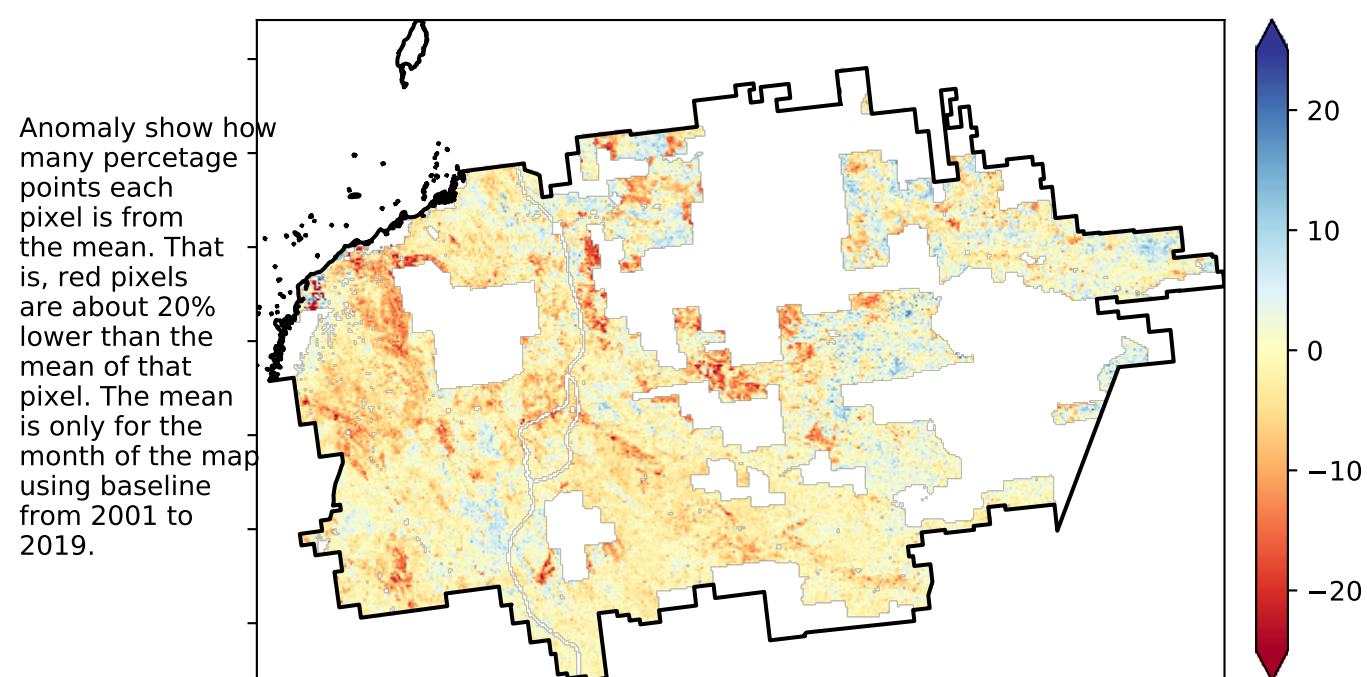 Anomaly show how
many percetage
points each
pixel is from
the mean. That
is, red pixels
are about 20%
lower than the
mean of that
pixel. The mean
is only for the
month of the map
using baseline
from 2001 to
2019.
20
10
0
−10
−20